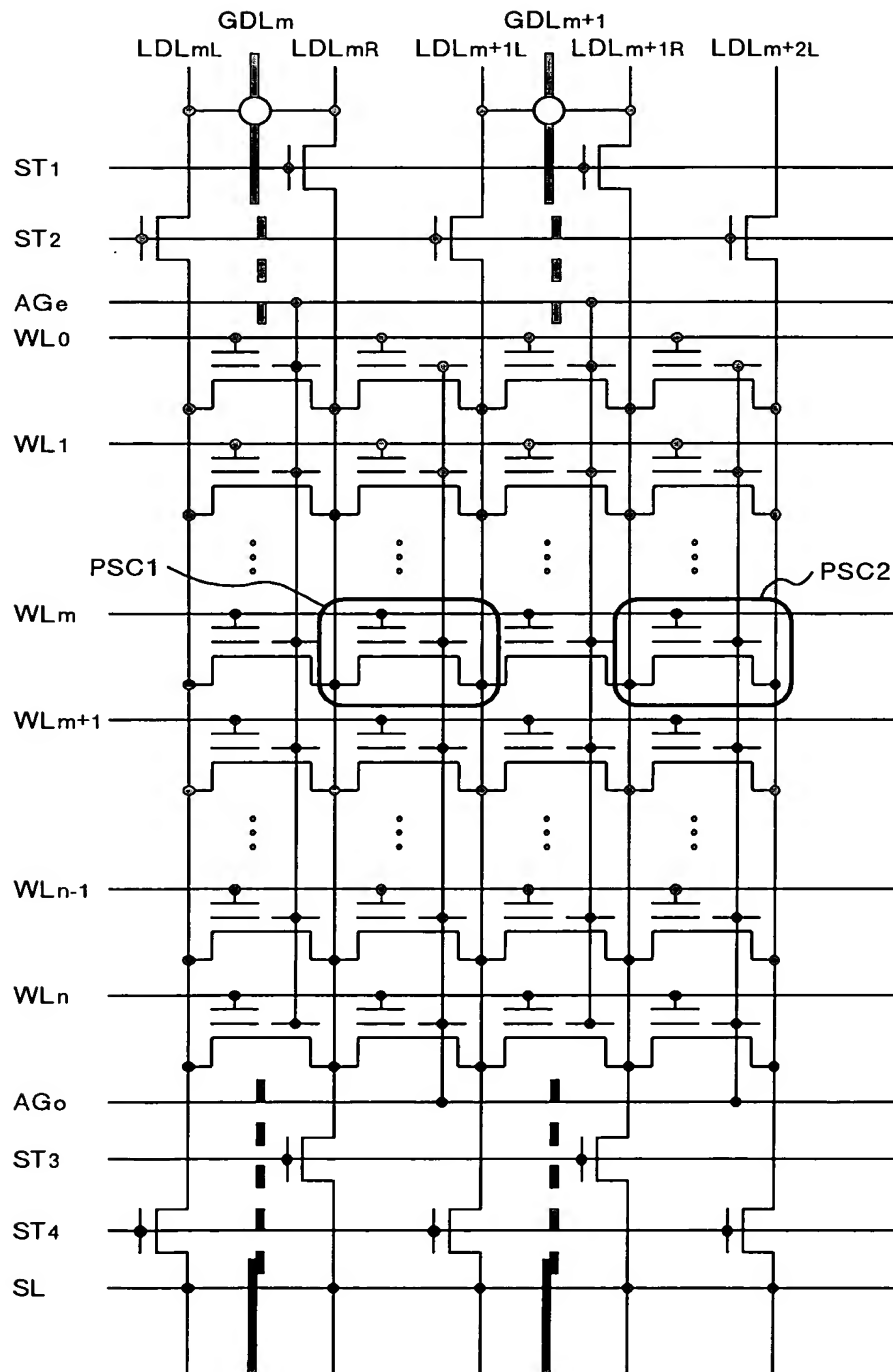 GDLm GDLm+1
LDLmL LDLmR LDLm+1L LDLm+1R LDLm+2L
ST1
ST2
AGe
WL0
WL1
PSC1 PSC2
WLm
WLm+1
WLn-1
WLn
AGo
ST3
ST4
SL